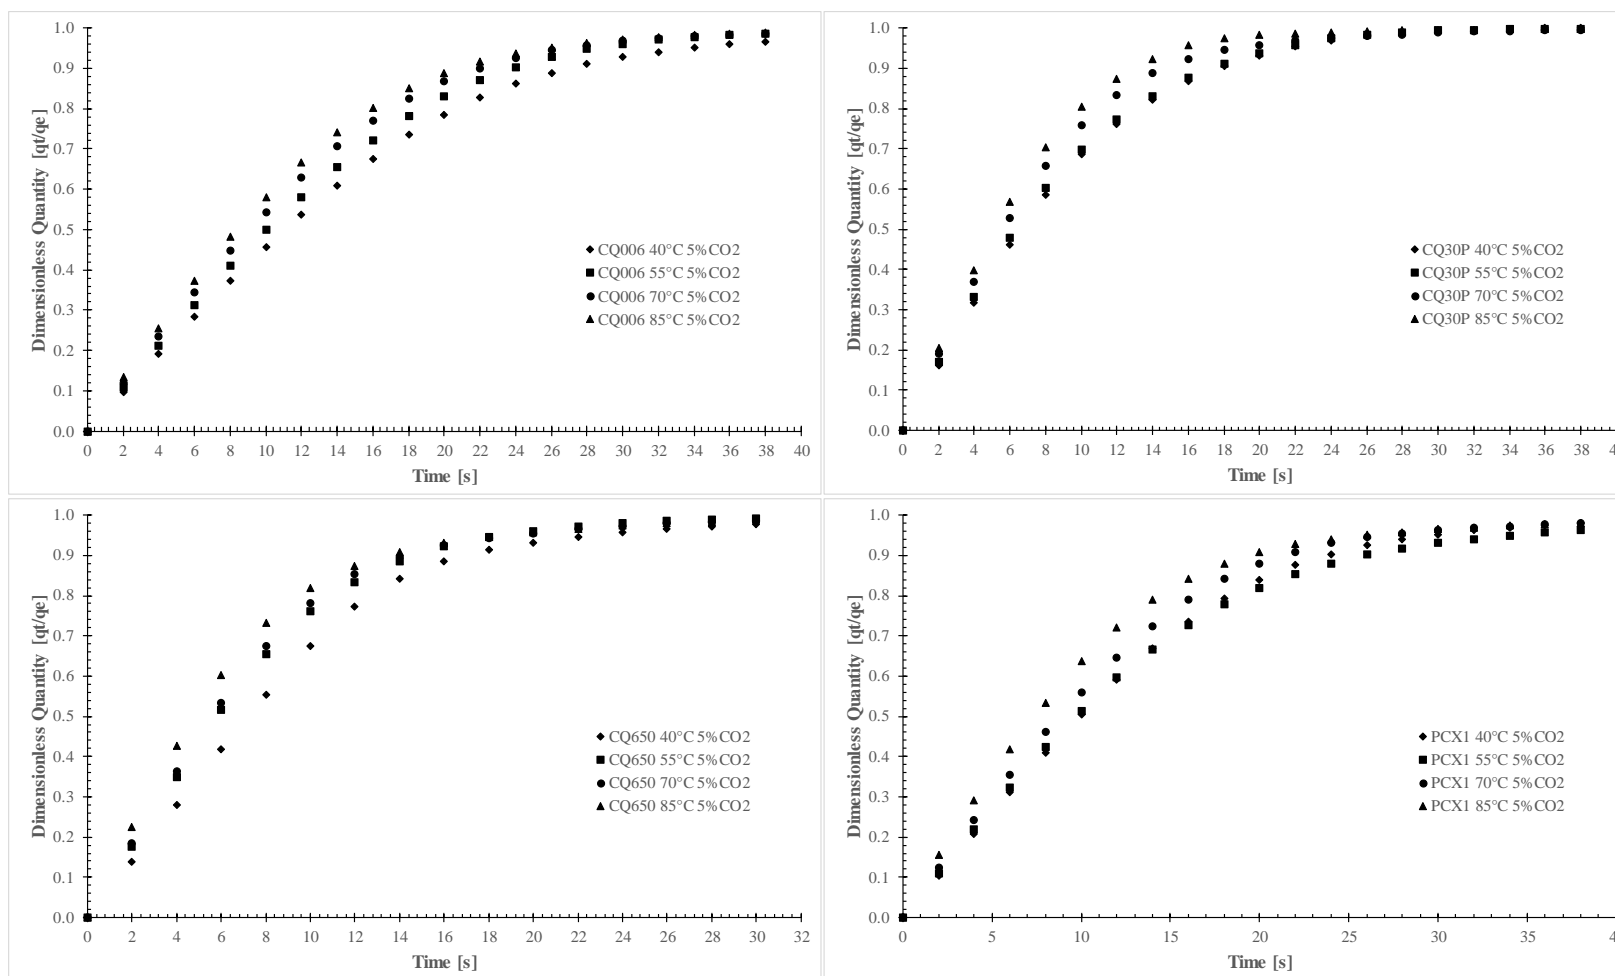 Dimensionless Quantity [qt/qe]
1.0
0.9
0.8
0.7
0.6
0.5
0.4
0.3
0.2
0.1
0.0
CQ006 40°C 5%CO2
CQ006 55°C 5%CO2
CQ006 70°C 5%CO2
CQ006 85°C 5%CO2
0 2 4 6 8 10 12 14 16 18 20 22 24 26 28 30 32 34 36 38 40
Time [s]
Dimensionless Quantity [qt/qe]
1.0
0.9
0.8
0.7
0.6
0.5
0.4
0.3
0.2
0.1
0.0
CQ30P 40°C 5%CO2
CQ30P 55°C 5%CO2
CQ30P 70°C 5%CO2
CQ30P 85°C 5%CO2
0 2 4 6 8 10 12 14 16 18 20 22 24 26 28 30 32 34 36 38
Time [s]
Dimensionless Quantity [qt/qe]
1.0
0.9
0.8
0.7
0.6
0.5
0.4
0.3
0.2
0.1
0.0
CQ650 40°C 5%CO2
CQ650 55°C 5%CO2
CQ650 70°C 5%CO2
CQ650 85°C 5%CO2
0 2 4 6 8 10 12 14 16 18 20 22 24 26 28 30 32
Time [s]
Dimensionless Quantity [qt/qe]
1.0
0.9
0.8
0.7
0.6
0.5
0.4
0.3
0.2
0.1
0.0
PCX1 40°C 5%CO2
PCX1 55°C 5%CO2
PCX1 70°C 5%CO2
PCX1 85°C 5%CO2
0 5 10 15 20 25 30 35
Time [s]